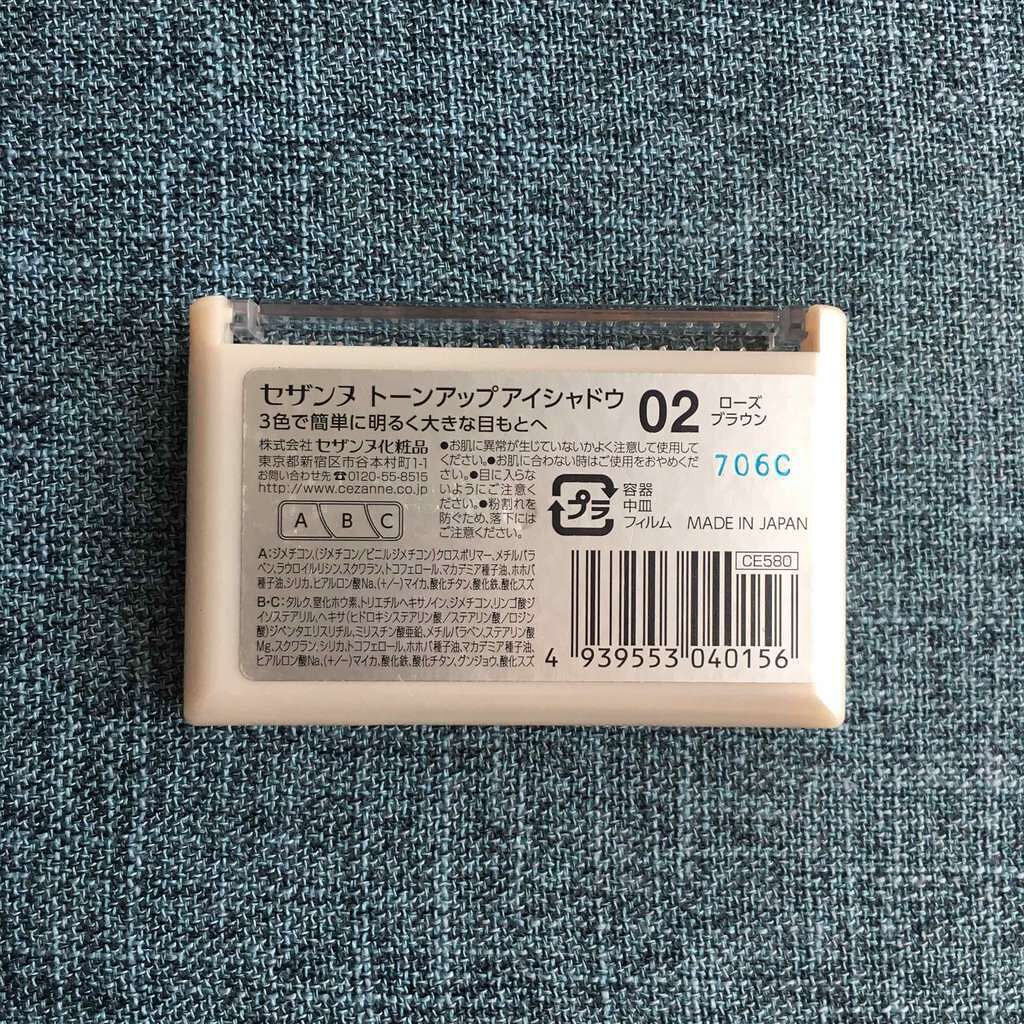 セザンヌ トーンアップアイシャドウ 02 ローズ
ブラウン
3色で簡単に明るく大きな目もとへ
株式会社 セザンヌ化粧品
東京都新宿区市谷本村町1-1
お問い合わせ先☎0120-55-8515
http://www.cezanne.co.jp
●お肌に異常が生じていないかよく注意して使用して
ください。●お肌に合わない時はご使用をおやめくだ
さい。●目に入らな
いようにご注意く
ださい。●粉割れを
防ぐため、落下には
ご注意ください。
706C
プラ
容器
中皿
フィルム
MADE IN JAPAN
A B C
A:ジメチコン、(ジメチコン/ビニルジメチコン)クロスポリマー、メチルパラ
ベン、ラウロイルリシン、スクワラン、トコフェロール、マカデミア種子油、ホホバ
種子油、シリカ、ヒアルロン酸Na、(+/-)マイカ、酸化チタン、酸化鉄、酸化スズ
B・C:タルク、窒化ホウ素、トリエチルヘキサノイン、ジメチコン、リンゴ酸ジ
イソステアリル、ヘキサ(ヒドロキシステアリン酸/ステアリン酸/ロジン
酸)ジペンタエリスリチル、ミリスチン酸亜鉛、メチルパラベン、ステアリン酸
Mg、スクワラン、シリカ、トコフェロール、ホホバ種子油、マカデミア種子油、
ヒアルロン酸Na、(+/-)マイカ、酸化鉄、酸化チタン、グンジョウ、酸化スズ
CE580
4 939553 040156